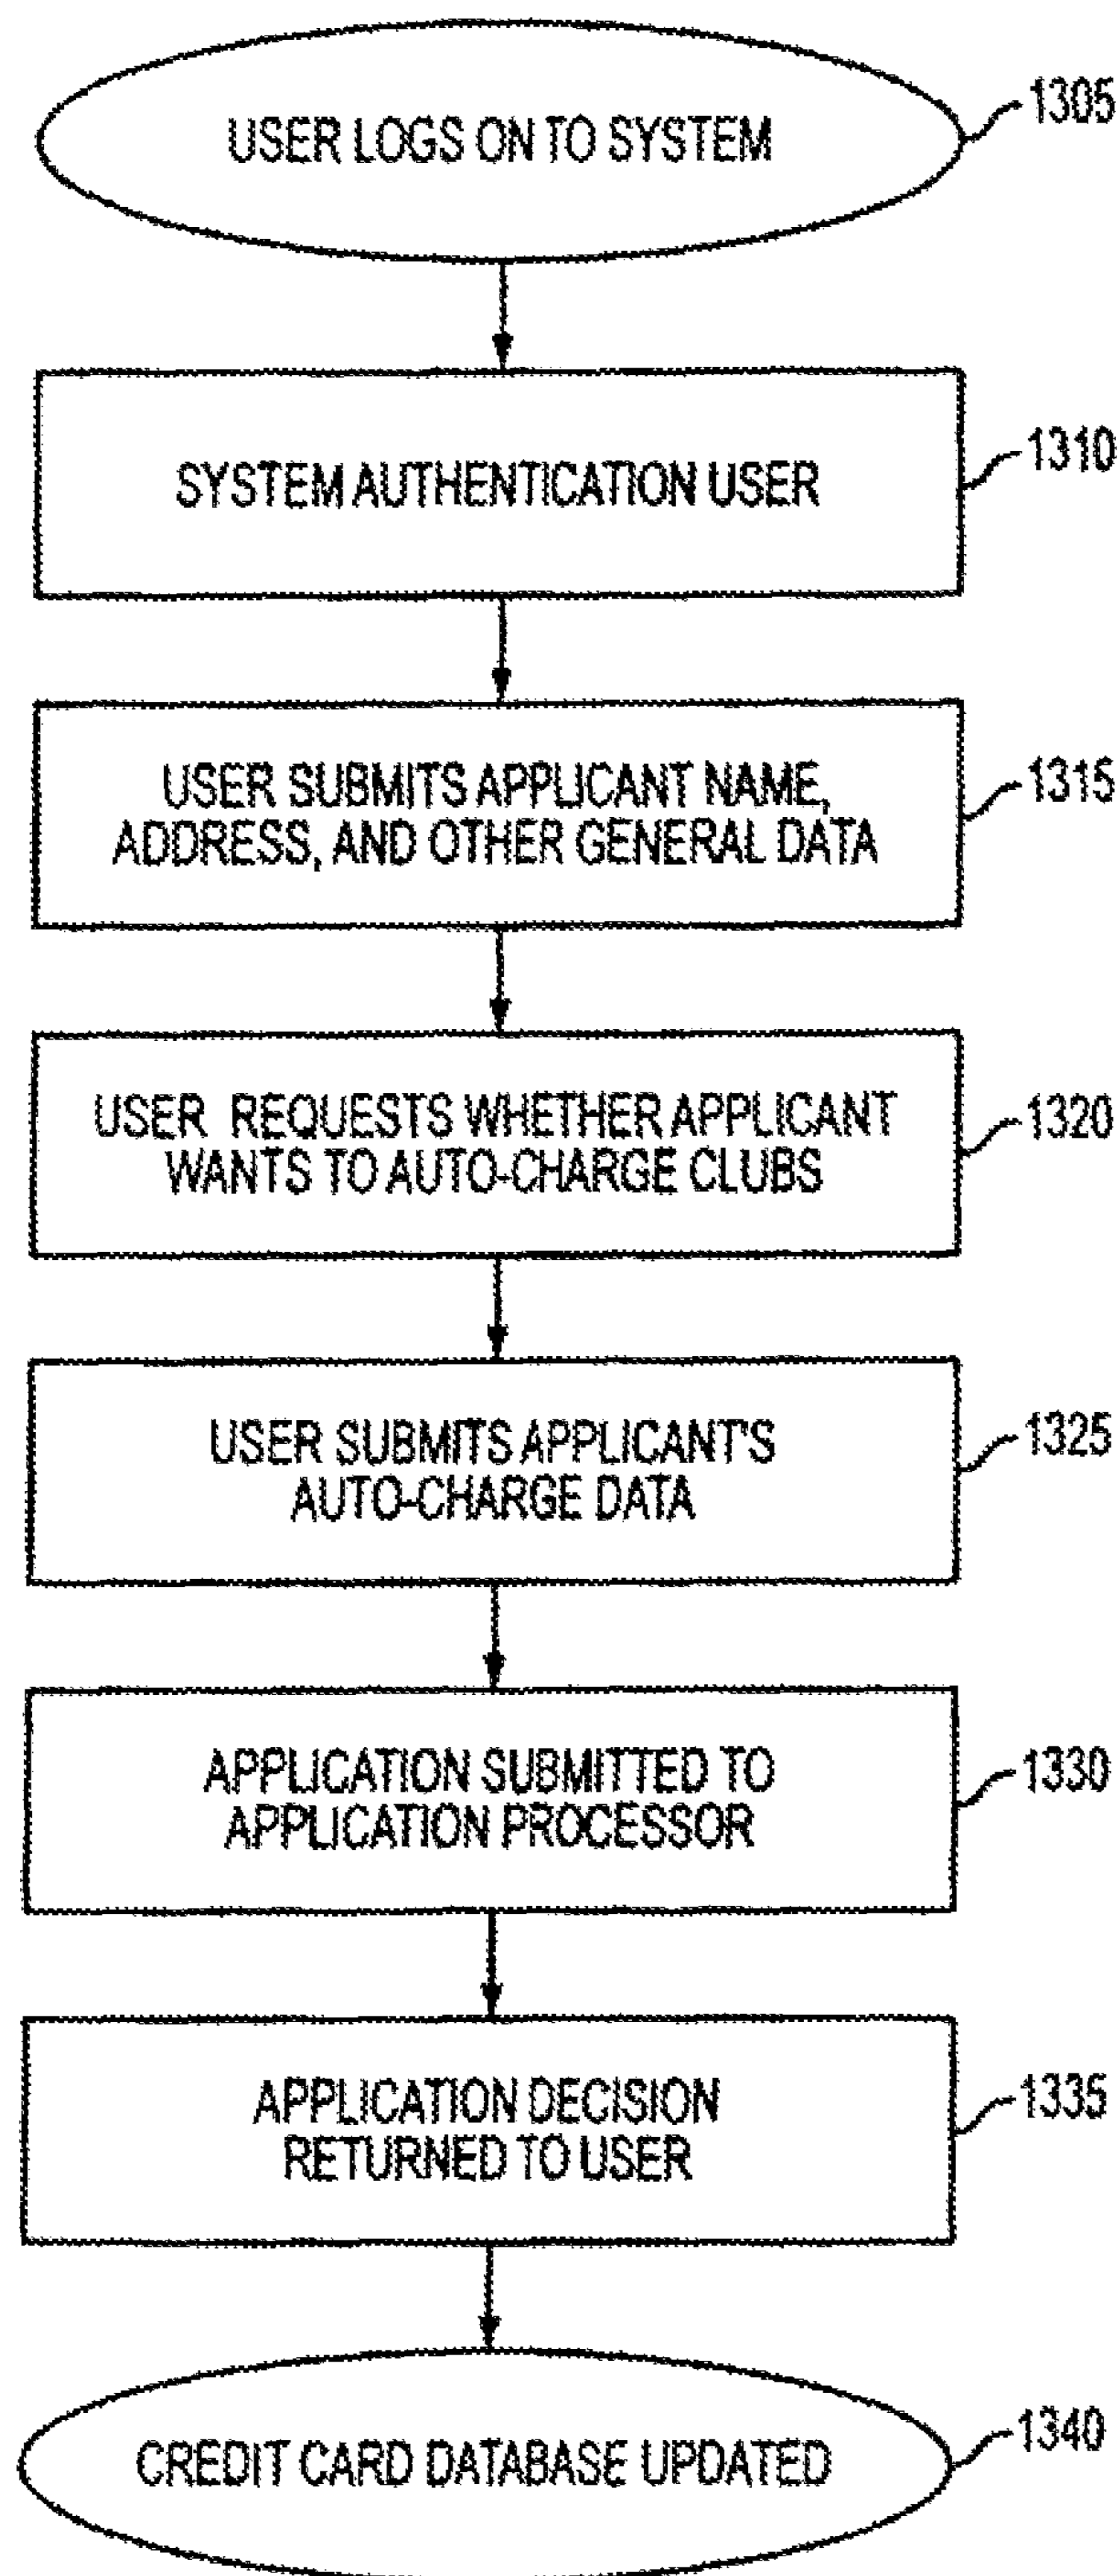 USER LOGS ON TO SYSTEM
1305
SYSTEM AUTHENTICATION USER
1310
USER SUBMITS APPLICANT NAME,
ADDRESS, AND OTHER GENERAL DATA
1315
USER REQUESTS WHETHER APPLICANT
WANTS TO AUTO-CHARGE CLUBS
1320
USER SUBMITS APPLICANT'S
AUTO-CHARGE DATA
1325
APPLICATION SUBMITTED TO
APPLICATION PROCESSOR
1330
APPLICATION DECISION
RETURNED TO USER
1335
CREDIT CARD DATABASE UPDATED
1340